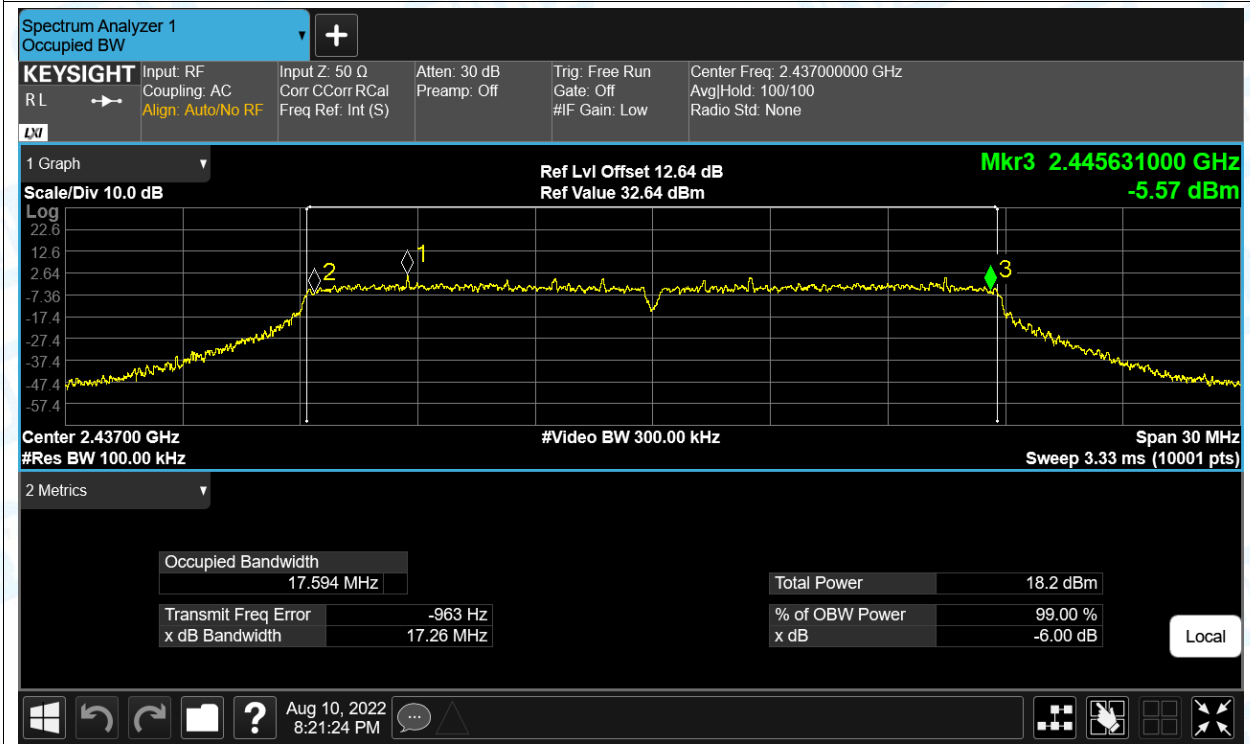 Spectrum Analyzer 1
Occupied BW
KEYSIGHT
R L
LXI
Input: RF
Coupling: AC
Align: Auto/No RF
Input Z: 50 Ω
Corr CCorr RCal
Freq Ref: Int (S)
Atten: 30 dB
Preamp: Off
Trig: Free Run
Gate: Off
#IF Gain: Low
Center Freq: 2.437000000 GHz
Avg|Hold: 100/100
Radio Std: None
1 Graph
Scale/Div 10.0 dB
Ref Lvl Offset 12.64 dB
Ref Value 32.64 dBm
Mkr3 2.445631000 GHz
-5.57 dBm
Log
22.6
12.6
2.64
-7.36
-17.4
-27.4
-37.4
-47.4
-57.4
2
1
3
Center 2.43700 GHz
#Res BW 100.00 kHz
#Video BW 300.00 kHz
Span 30 MHz
Sweep 3.33 ms (10001 pts)
2 Metrics
Occupied Bandwidth
17.594 MHz
Transmit Freq Error -963 Hz
x dB Bandwidth 17.26 MHz
Total Power 18.2 dBm
% of OBW Power 99.00 %
x dB -6.00 dB
Local
?
Aug 10, 2022
8:21:24 PM